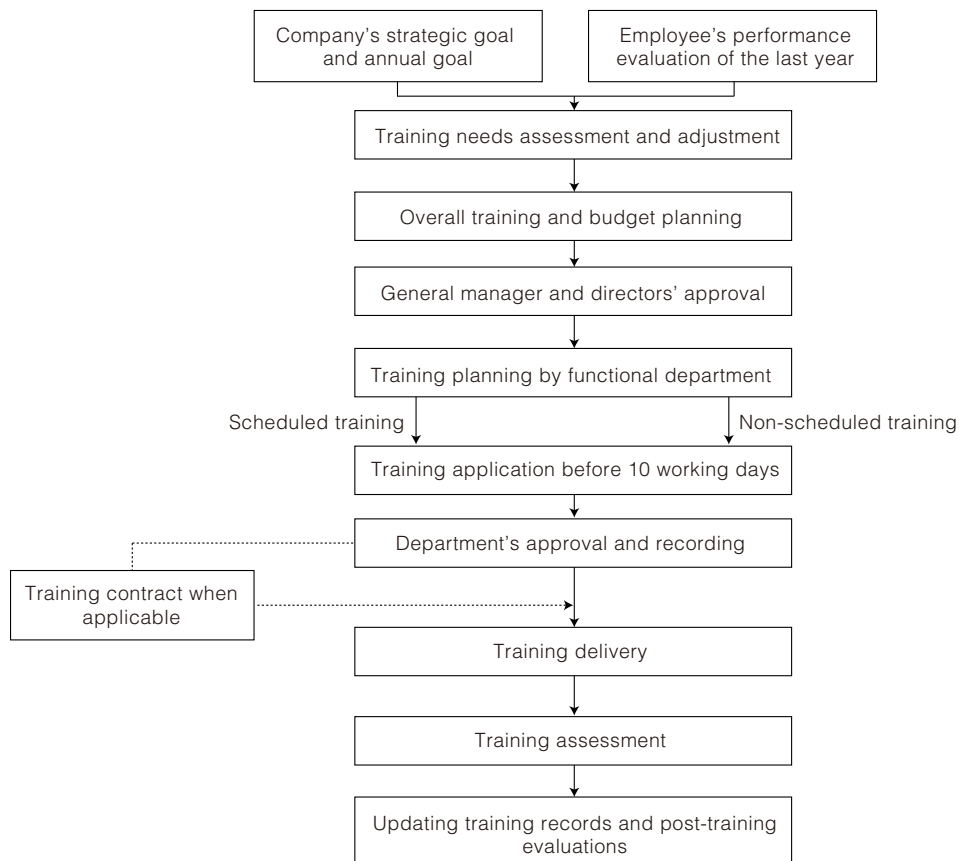 Company's strategic goal
and annual goal
Employee's performance
evaluation of the last year
Training needs assessment and adjustment
Overall training and budget planning
General manager and directors' approval
Training planning by functional department
Scheduled training
Non-scheduled training
Training application before 10 working days
Department's approval and recording
Training contract when
applicable
Training delivery
Training assessment
Updating training records and post-training
evaluations